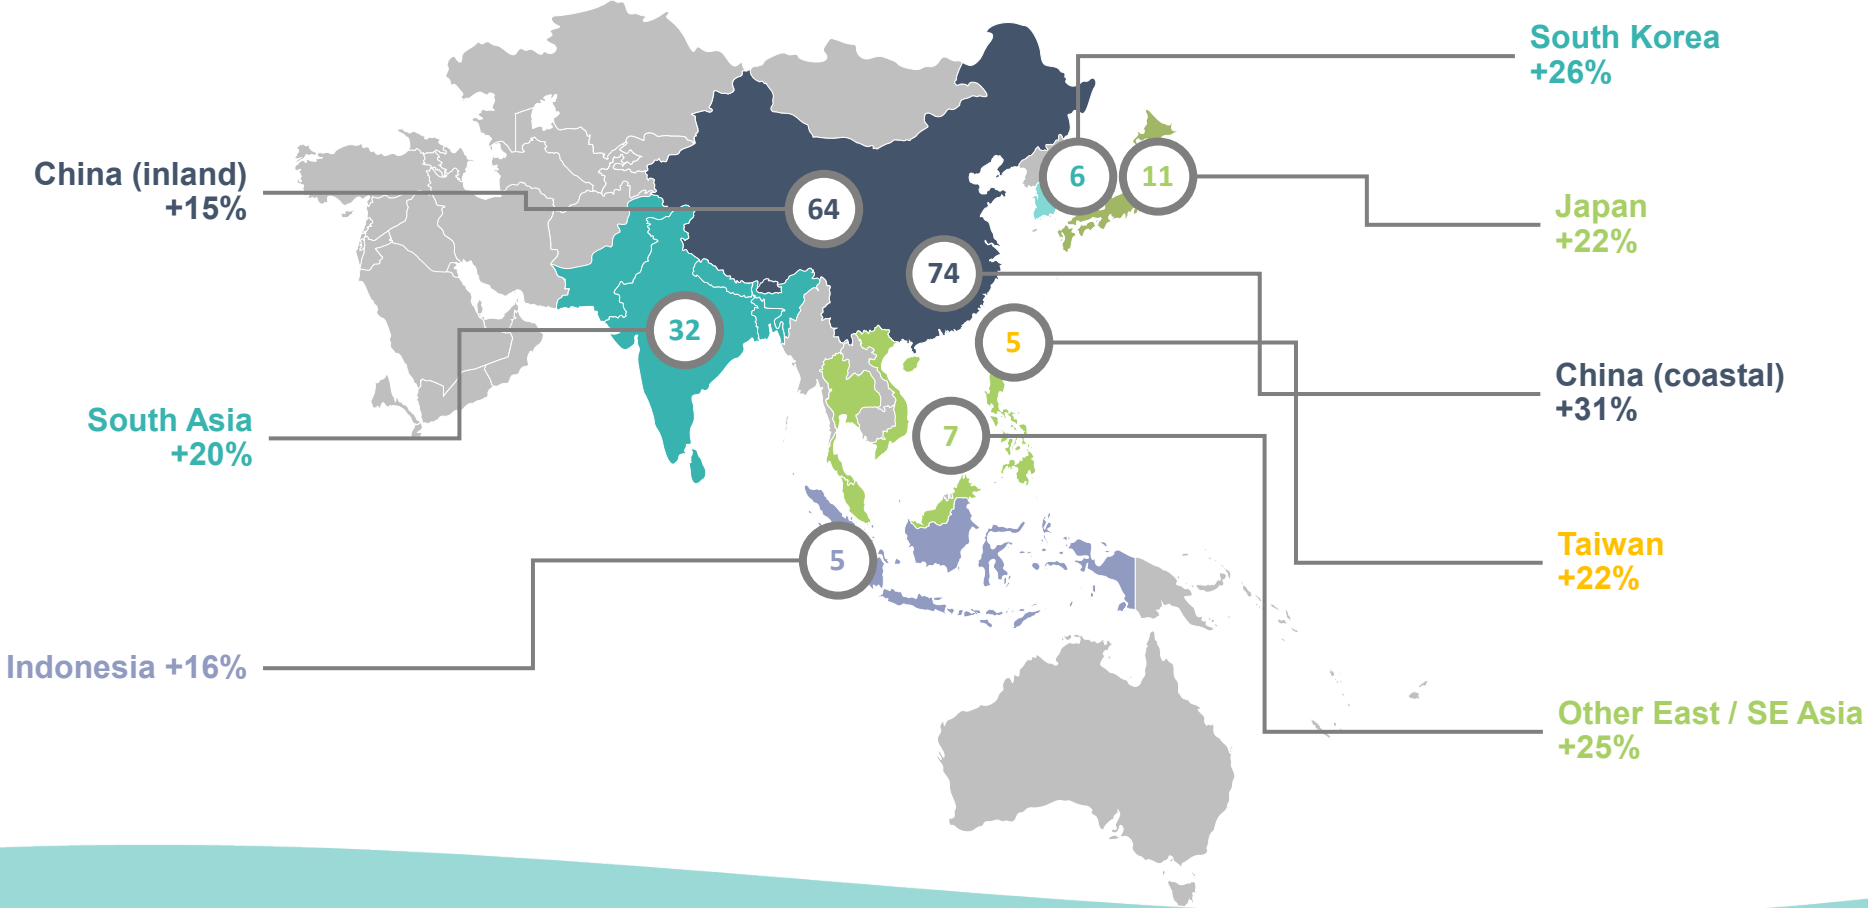 South Korea
+26%
China (inland)
+15%
6
11
64
Japan
+22%
74
32
5
China (coastal)
+31%
South Asia
+20%
7
Taiwan
+22%
5
Indonesia +16%
Other East / SE Asia
+25%